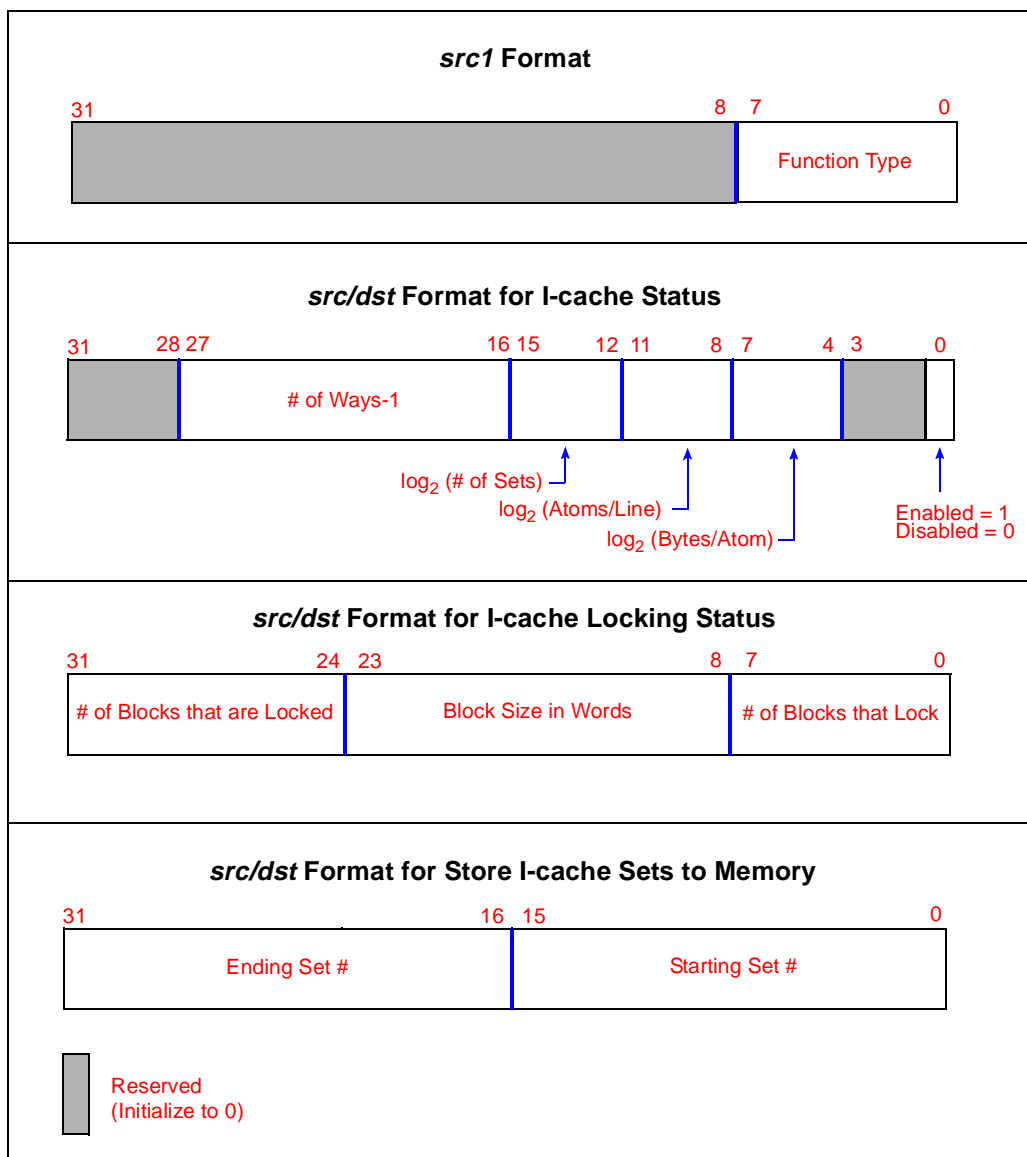 src1 Format
31 8 7 0
Function Type
src/dst Format for I-cache Status
31 28 27 16 15 12 11 8 7 4 3 0
# of Ways-1
log2 (# of Sets)
log2 (Atoms/Line)
log2 (Bytes/Atom)
Enabled = 1
Disabled = 0
src/dst Format for I-cache Locking Status
31 24 23 8 7 0
# of Blocks that are Locked Block Size in Words # of Blocks that Lock
src/dst Format for Store I-cache Sets to Memory
31 16 15 0
Ending Set # Starting Set #
Reserved
(Initialize to 0)